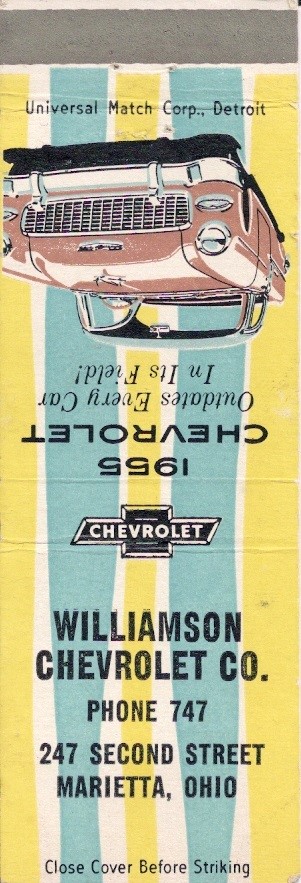 Universal Match Corp., Detroit
1955
CHEVROLET
Outdates Every Car
In Its Field!
CHEVROLET
WILLIAMSON
CHEVROLET CO.
PHONE 747
247 SECOND STREET
MARIETTA, OHIO
Close Cover Before Striking